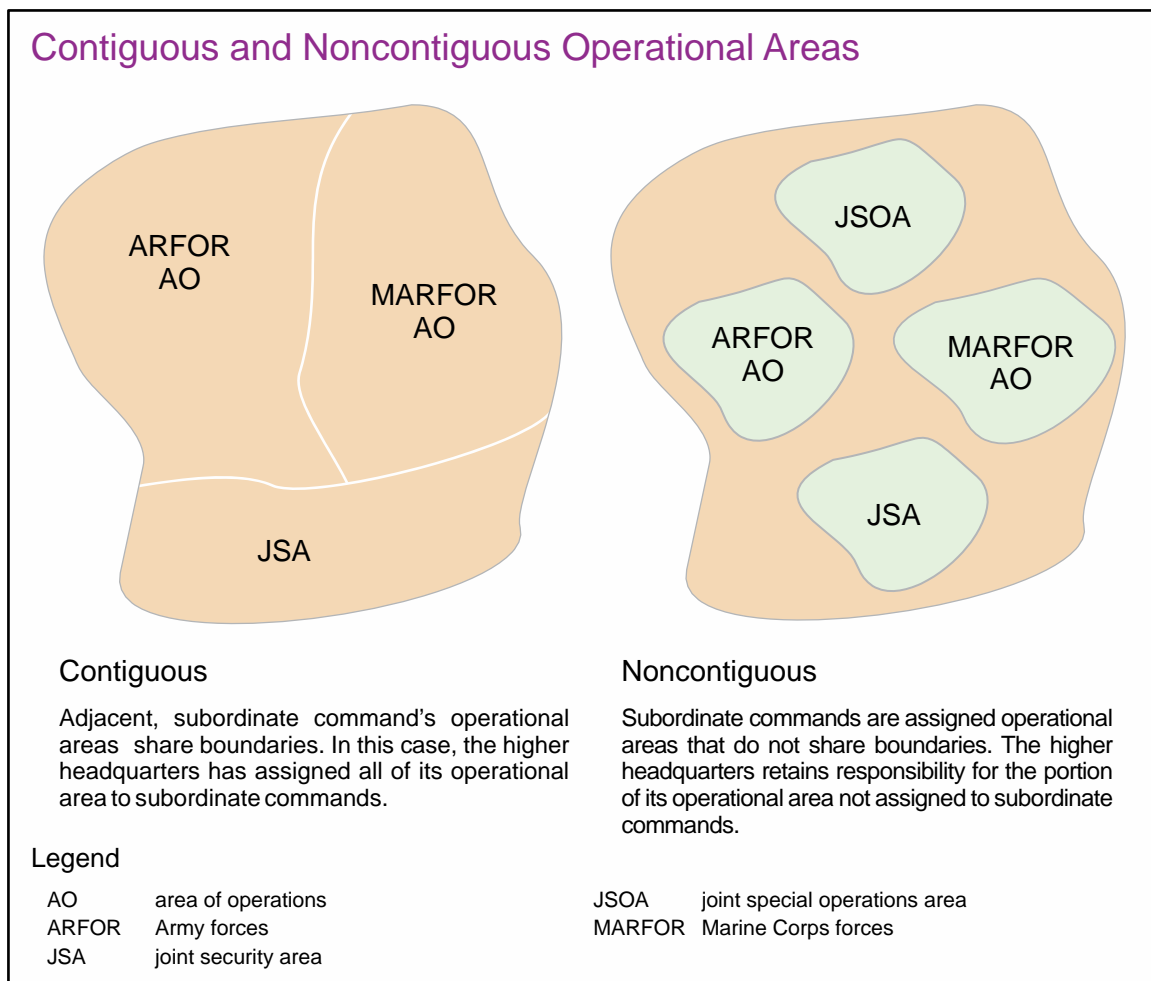 Contiguous and Noncontiguous Operational Areas
ARFOR
AO
MARFOR
AO
JSA
JSOA
ARFOR
AO
MARFOR
AO
JSA
Contiguous
Adjacent, subordinate command's operational
areas share boundaries. In this case, the higher
headquarters has assigned all of its operational
area to subordinate commands.
Noncontiguous
Subordinate commands are assigned operational
areas that do not share boundaries. The higher
headquarters retains responsibility for the portion
of its operational area not assigned to subordinate
commands.
Legend
AO area of operations
ARFOR Army forces
JSA joint security area
JSOA joint special operations area
MARFOR Marine Corps forces